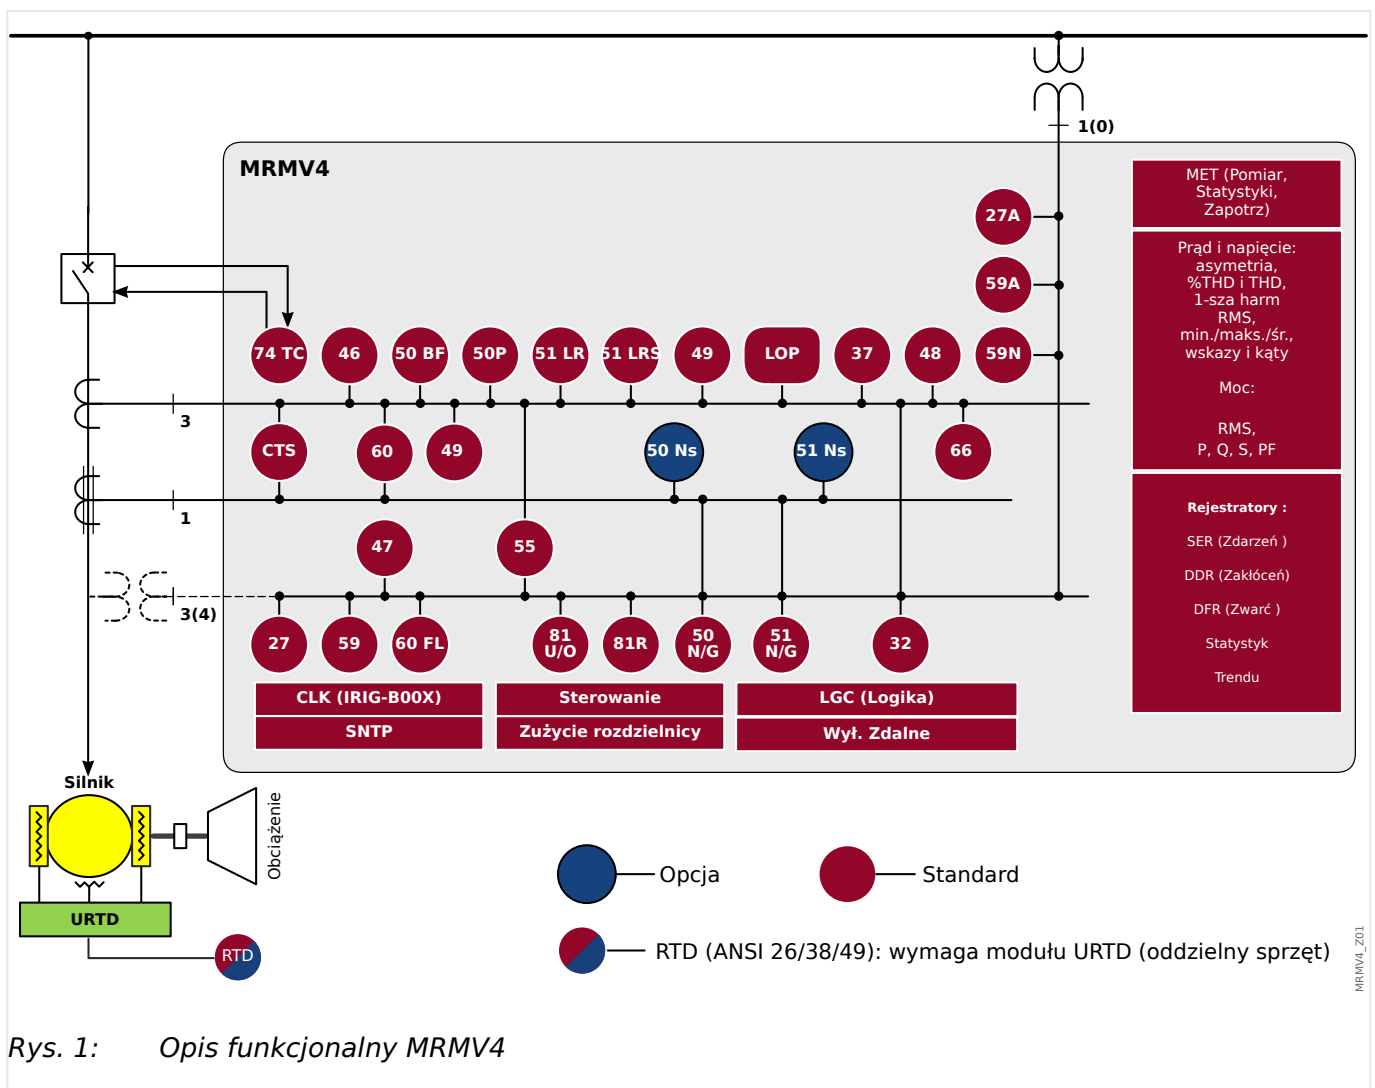 1(0)
MRMV4
MET (Pomiar,
Statystyki,
Zapotrz)
27A
59A
Prąd i napięcie:
asymetria,
%THD i THD,
1-sza harm
RMS,
min./maks./śr.,
wskazy i kąty
Moc:
RMS,
P, Q, S, PF
74 TC
46
50 BF
50P
51 LR
51 LRS
49
LOP
37
48
59N
3
CTS
60
49
50 Ns
51 Ns
66
1
47
55
3(4)
27
59
60 FL
81
U/O
81R
50
N/G
51
N/G
32
Rejestratory :
SER (Zdarzeń )
DDR (Zakłóceń)
DFR (Zwarć )
Statystyk
Trendu
CLK (IRIG-B00X)
Sterowanie
LGC (Logika)
SNTP
Zużycie rozdzielnicy
Wył. Zdalne
Silnik
Obciążenie
URTD
RTD
Opcja
Standard
RTD (ANSI 26/38/49): wymaga modułu URTD (oddzielny sprzęt)
MRMV4_Z01
Rys. 1: Opis funkcjonalny MRMV4